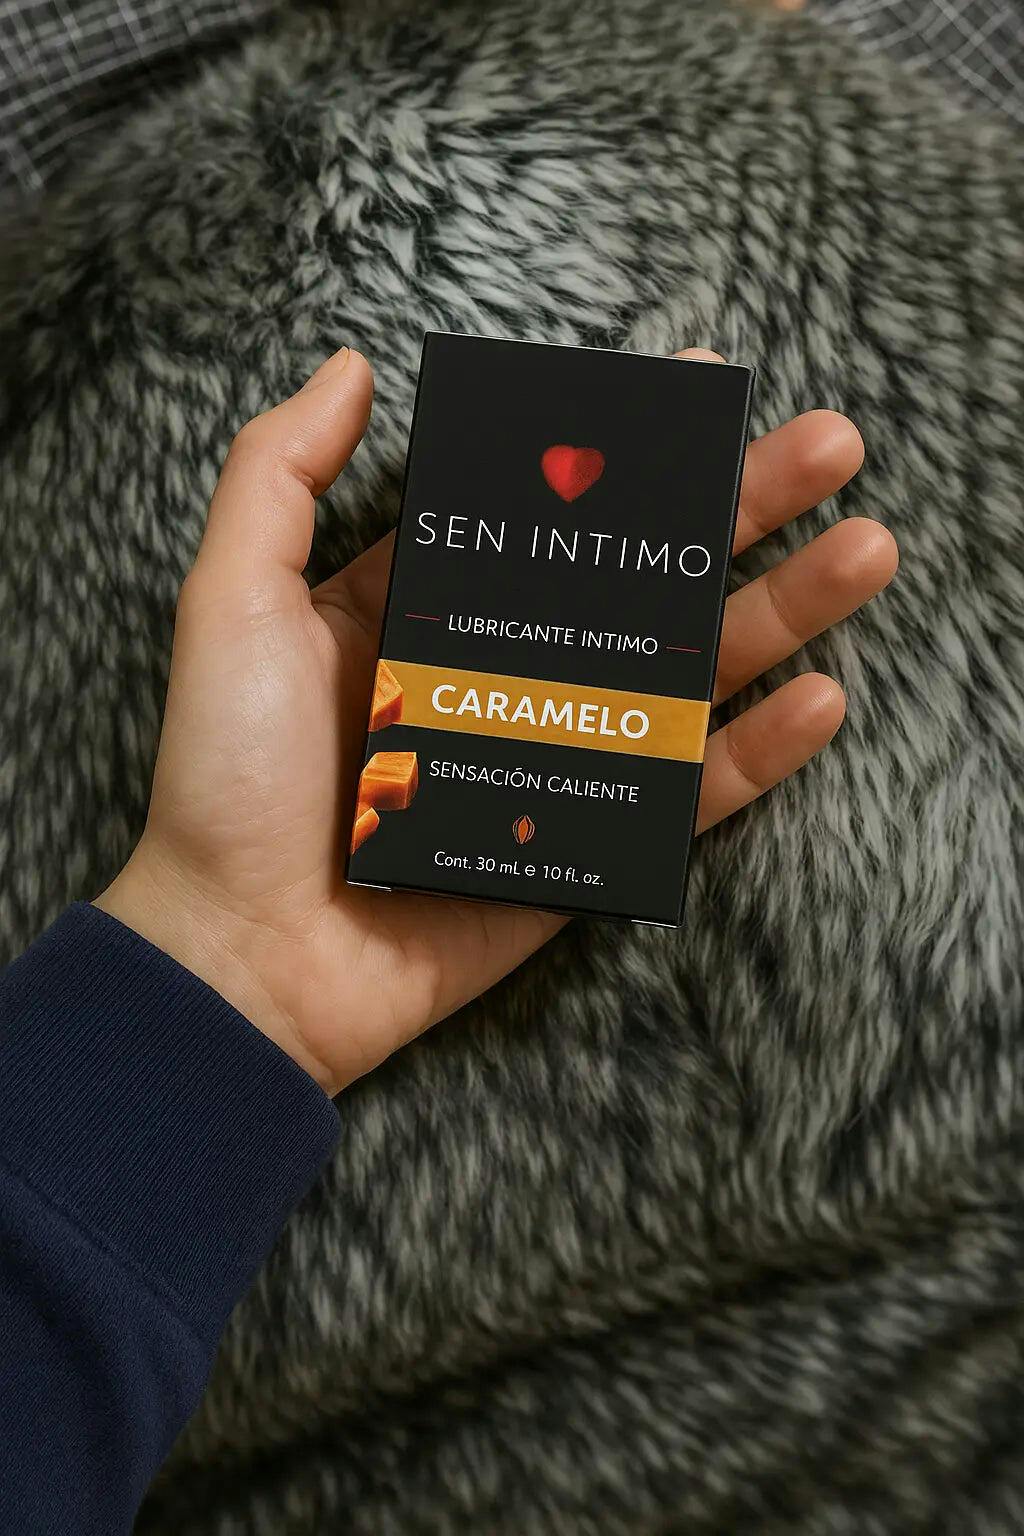 SEN INTIMO
LUBRICANTE INTIMO
CARAMELO
SENSACIÓN CALIENTE
Cont. 30 mL e 10 fl. oz.